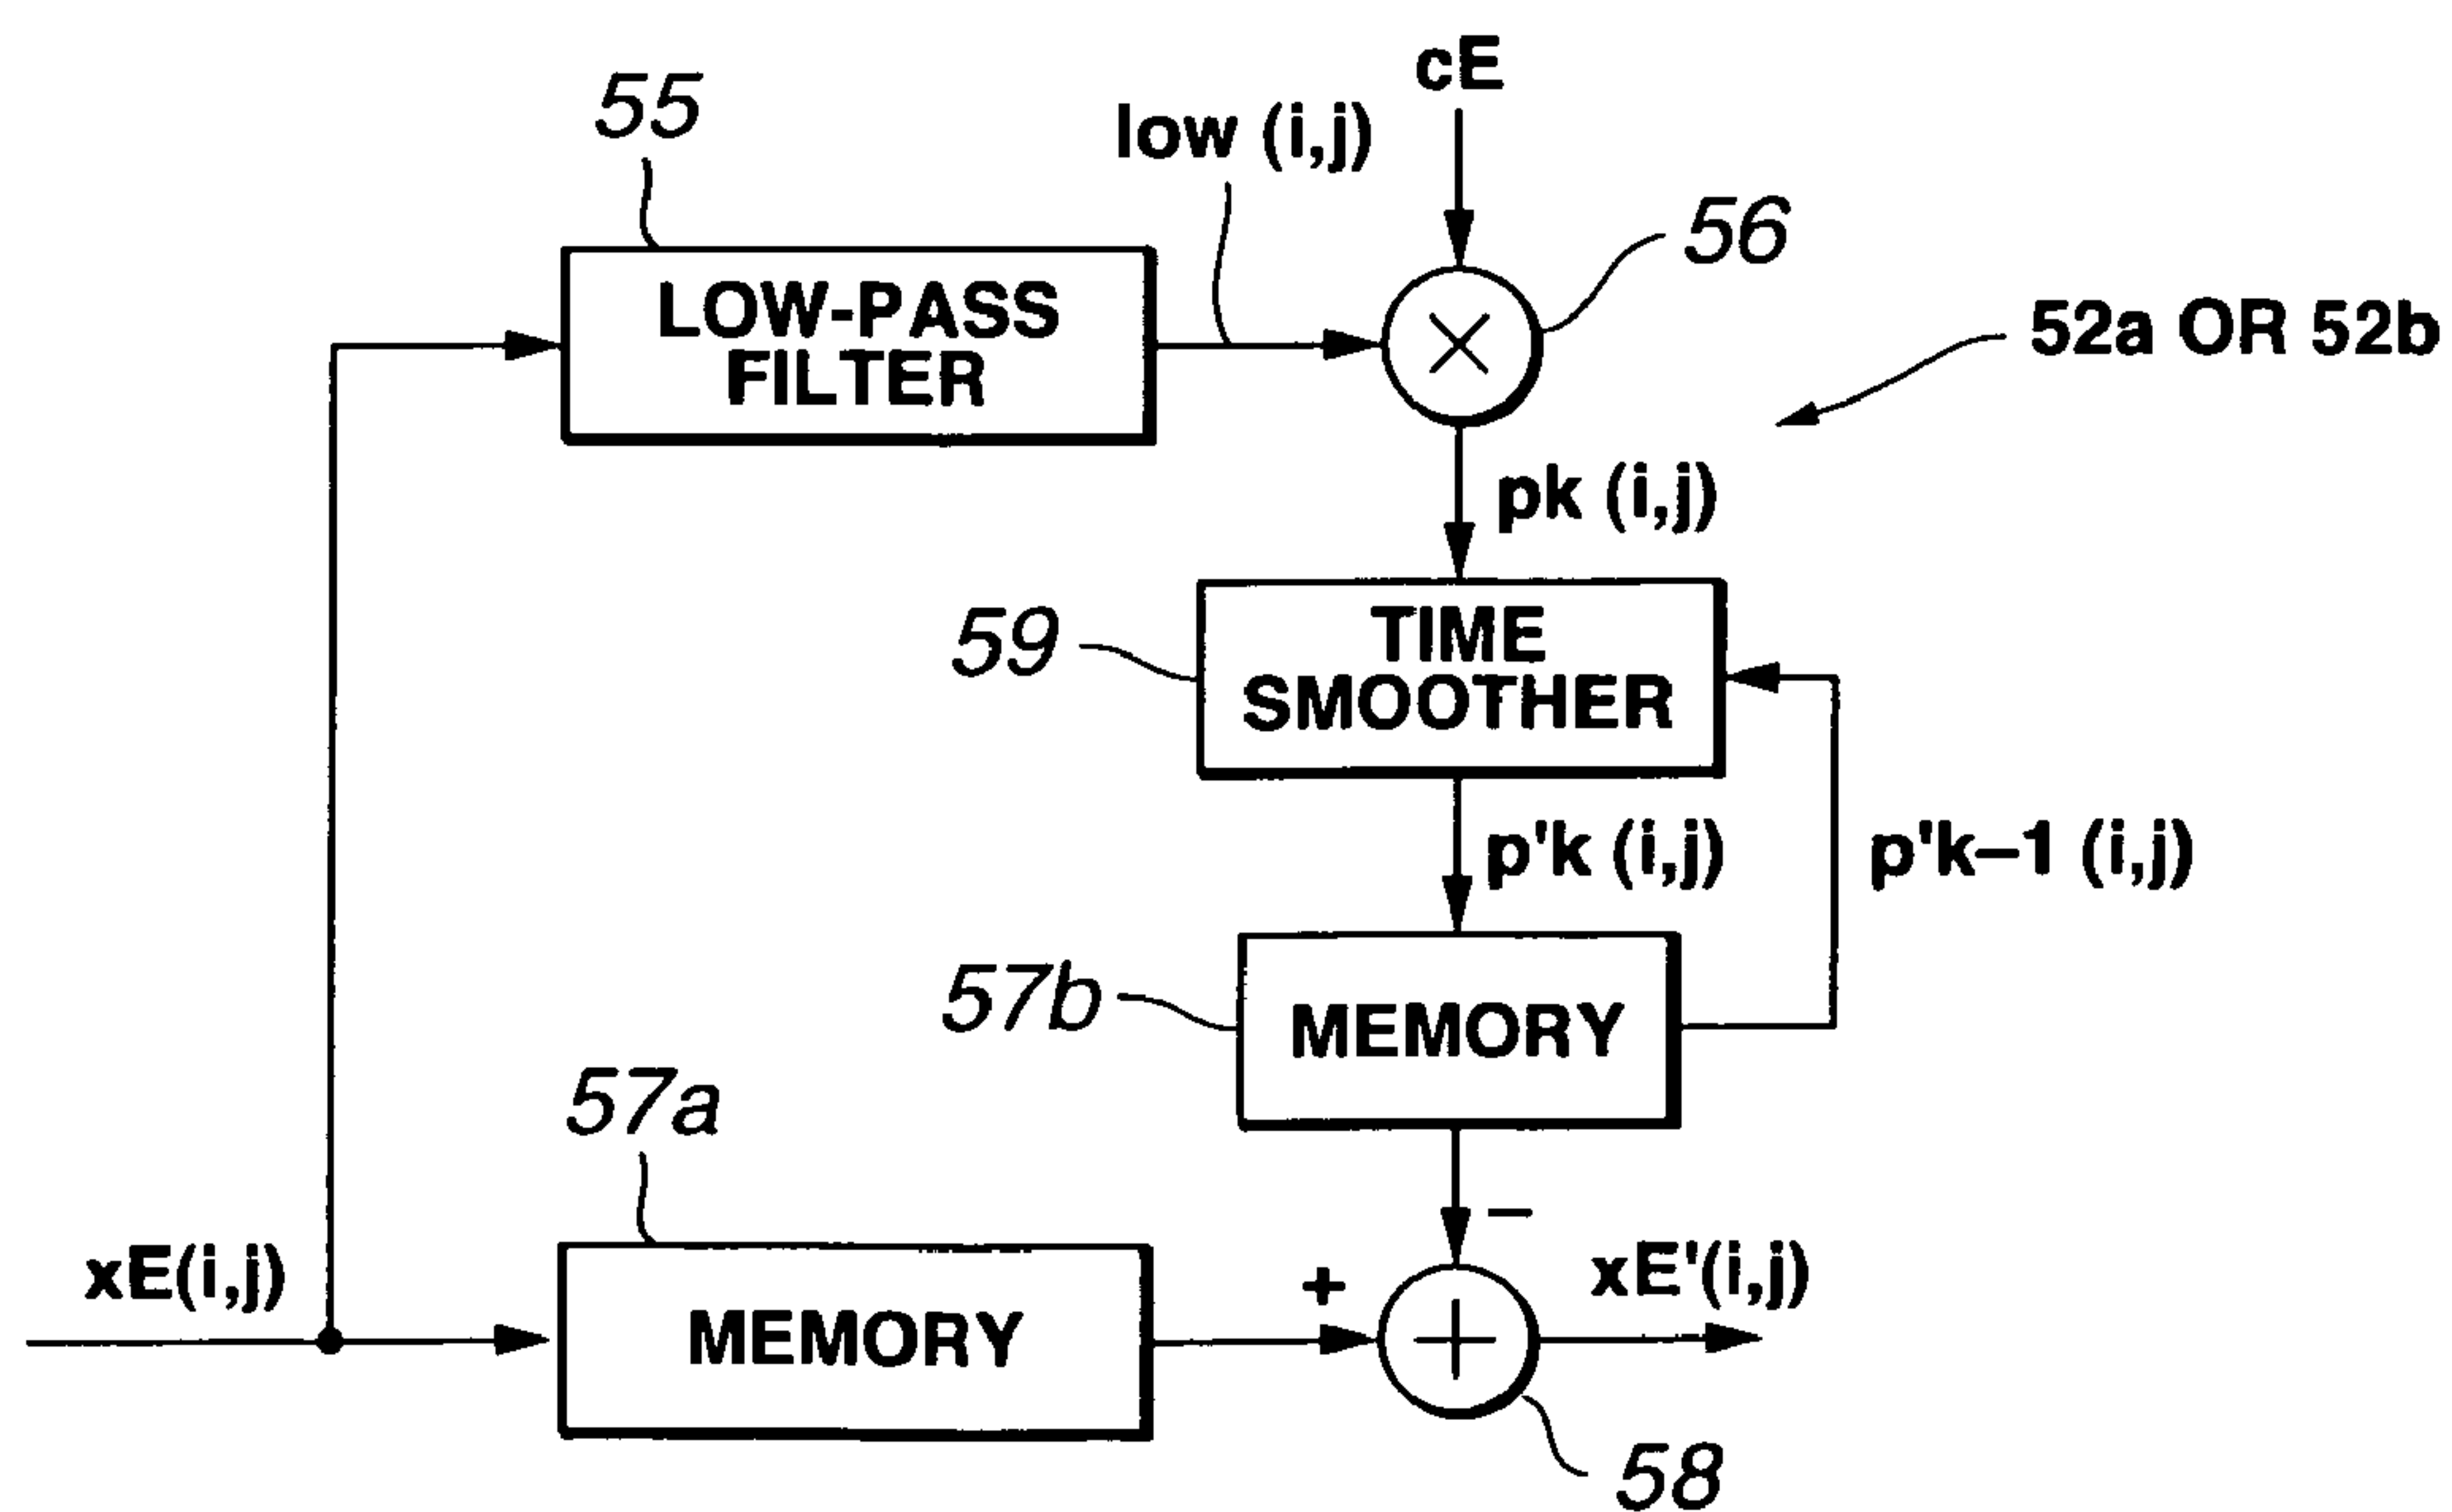 cE
55
low (i,j)
56
LOW-PASS
FILTER
52a OR 52b
pk (i,j)
59
TIME
SMOOTHER
p'k (i,j)
p'k–1 (i,j)
57b
MEMORY
57a
–
xE(i,j)
+
xE'(i,j)
MEMORY
58